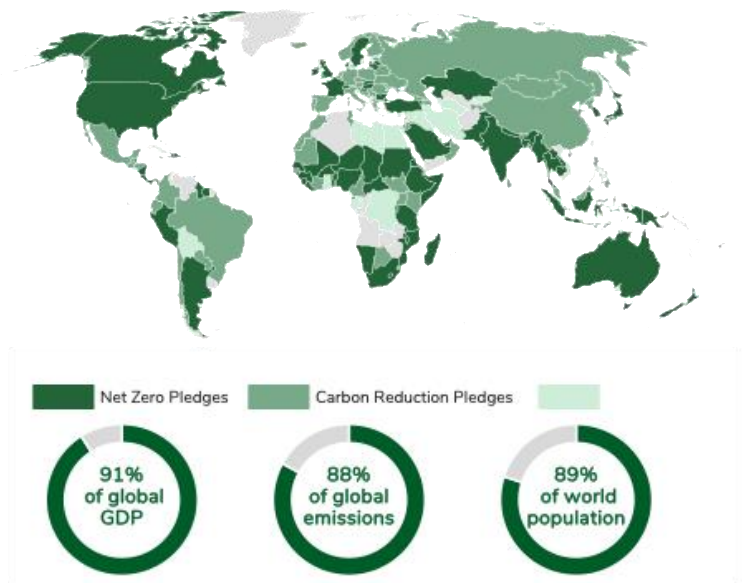 Net Zero Pledges
Carbon Reduction Pledges
91%
of global
GDP
88%
of global
emissions
89%
of world
population